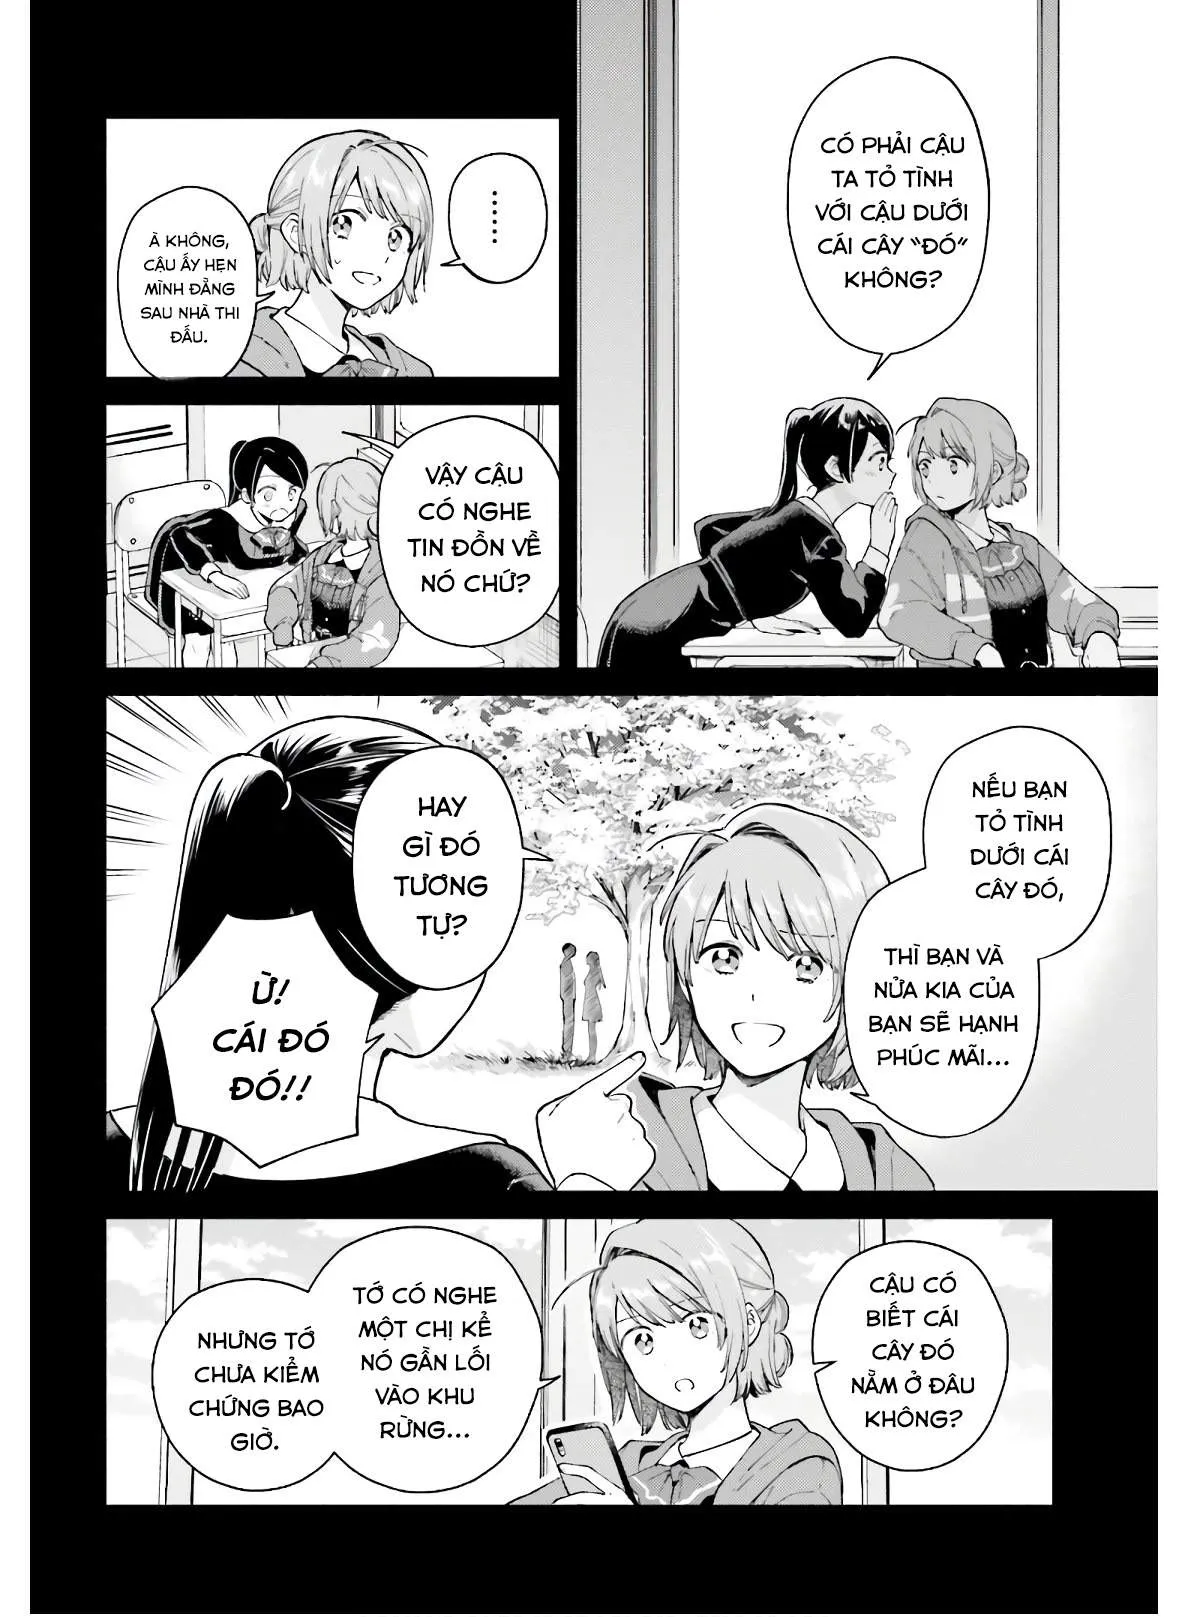 CÓ PHẢI CẬU
TA TỎ TÌNH
VỚI CẬU DƯỚI
CÁI CÂY "ĐÓ"
KHÔNG?
......
À KHÔNG,
CẬU ẤY HẸN
MÌNH ĐẰNG
SAU NHÀ THI
ĐẤU.
VẬY CẬU
CÓ NGHE
TIN ĐỒN VỀ
NÓ CHỨ?
NẾU BẠN
TỎ TÌNH
DƯỚI CÁI
CÂY ĐÓ,
THÌ BẠN VÀ
NỬA KIA CỦA
BẠN SẼ HẠNH
PHÚC MÃI...
HAY
GÌ ĐÓ
TƯƠNG
TỰ?
Ừ!
CÁI ĐÓ
ĐÓ!!
CẬU CÓ
BIẾT CÁI
CÂY ĐÓ
NẰM Ở ĐÂU
KHÔNG?
TỚ CÓ NGHE
MỘT CHỊ KỂ
NÓ GẦN LỐI
VÀO KHU
RỪNG...
NHƯNG TỚ
CHƯA KIỂM
CHỨNG BAO
GIỜ.